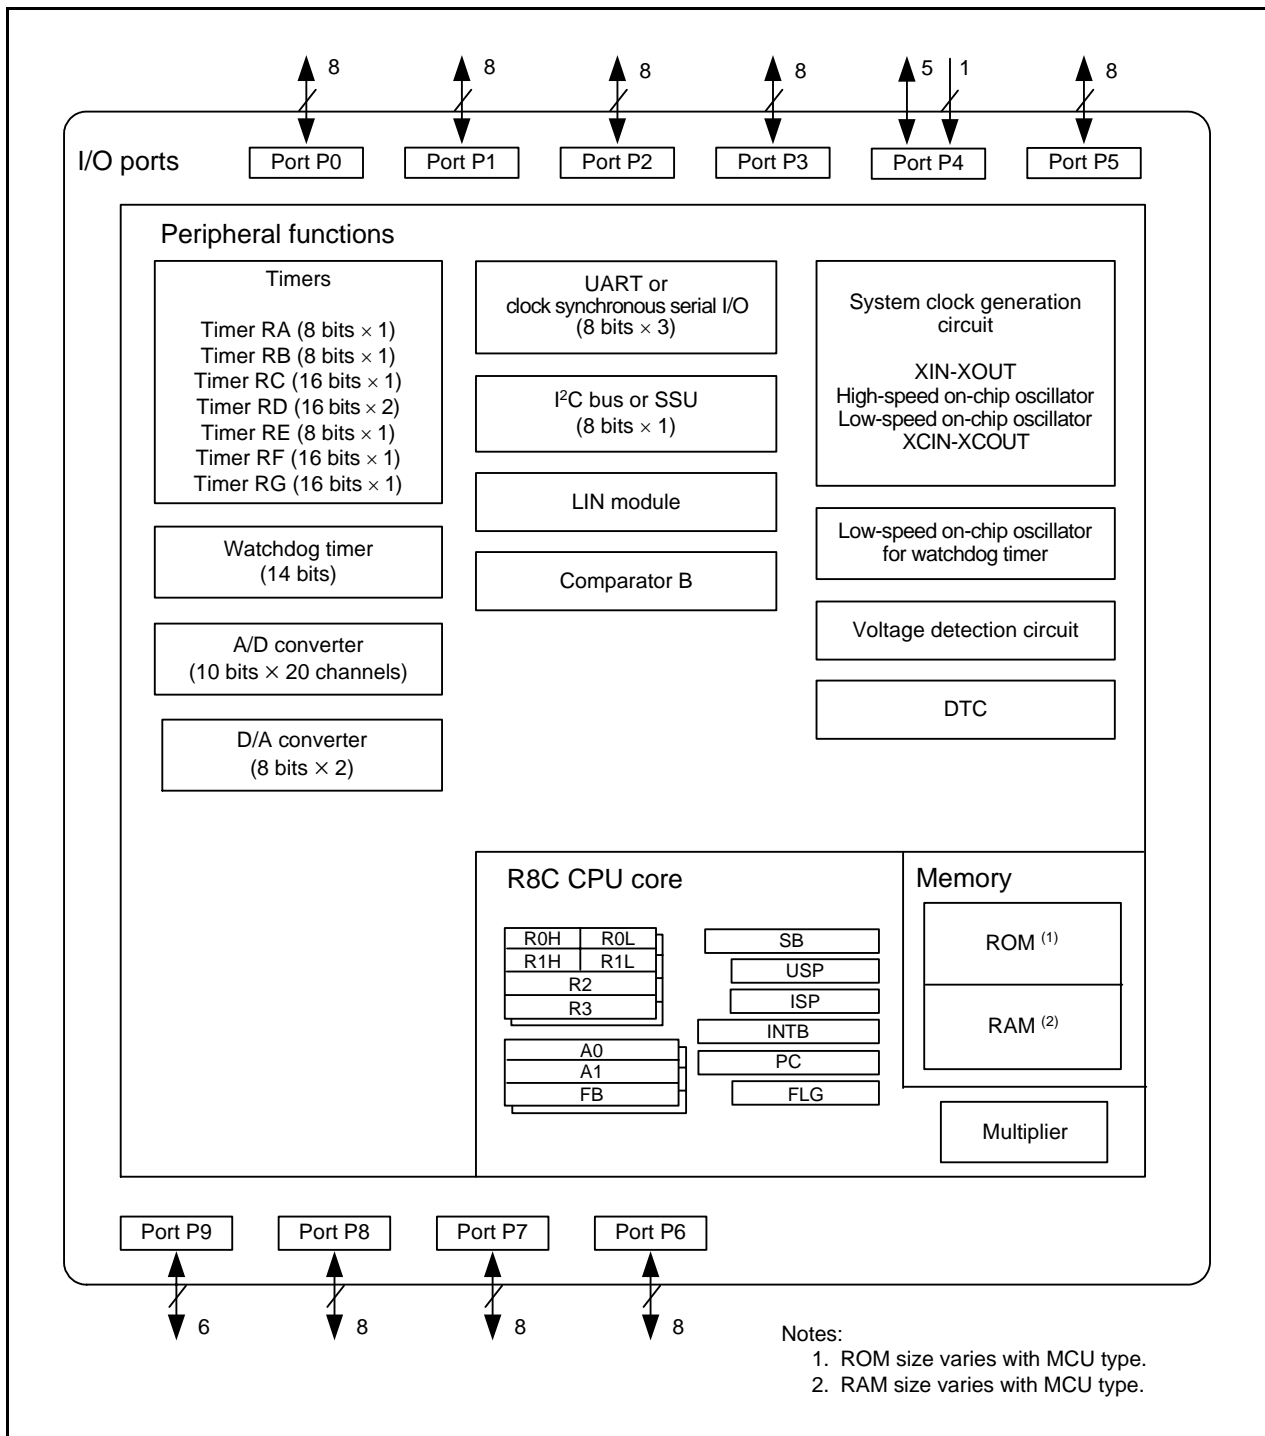 8
8
8
8
5
1
8
I/O ports
Port P0
Port P1
Port P2
Port P3
Port P4
Port P5
Peripheral functions
Timers
Timer RA (8 bits × 1)
Timer RB (8 bits × 1)
Timer RC (16 bits × 1)
Timer RD (16 bits × 2)
Timer RE (8 bits × 1)
Timer RF (16 bits × 1)
Timer RG (16 bits × 1)
Watchdog timer
(14 bits)
A/D converter
(10 bits × 20 channels)
D/A converter
(8 bits × 2)
UART or
clock synchronous serial I/O
(8 bits × 3)
I²C bus or SSU
(8 bits × 1)
LIN module
Comparator B
System clock generation
circuit
XIN-XOUT
High-speed on-chip oscillator
Low-speed on-chip oscillator
XCIN-XCOUT
Low-speed on-chip oscillator
for watchdog timer
Voltage detection circuit
DTC
R8C CPU core
R0H
R0L
R1H
R1L
R2
R3
A0
A1
FB
SB
USP
ISP
INTB
PC
FLG
Memory
ROM (1)
RAM (2)
Multiplier
Port P9
Port P8
Port P7
Port P6
6
8
8
8
Notes:
1. ROM size varies with MCU type.
2. RAM size varies with MCU type.